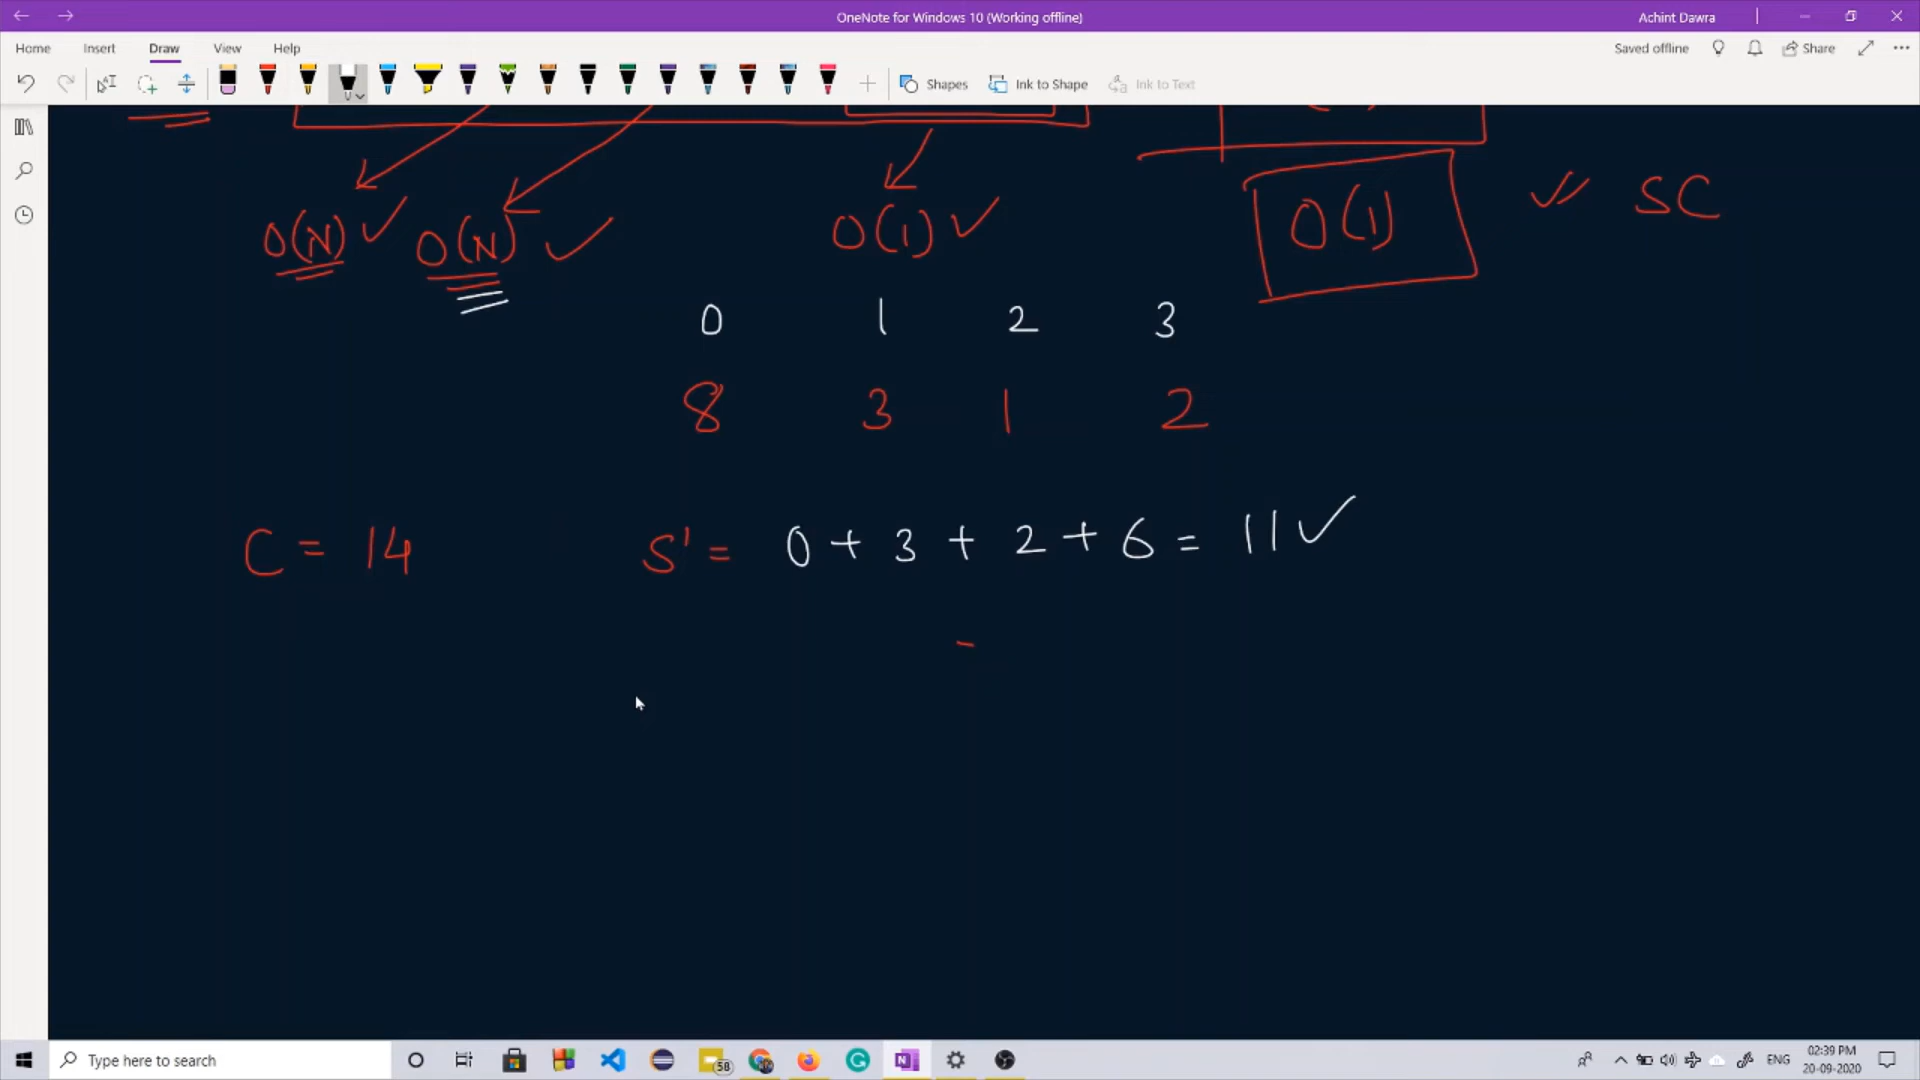 OneNote for Windows 10 (Working offline)
Achint Dawra
Home Insert Draw View Help
Saved offline
Share
Shapes
Ink to Shape
Ink to Text
O(N) ✓ O(N) ✓ O(1) ✓ O(1) ✓ SC
0 1 2 3
8 3 1 2
C = 14 S' = 0 + 3 + 2 + 6 = 11 ✓
-
Type here to search
58
ENG
02:39 PM
20-09-2020